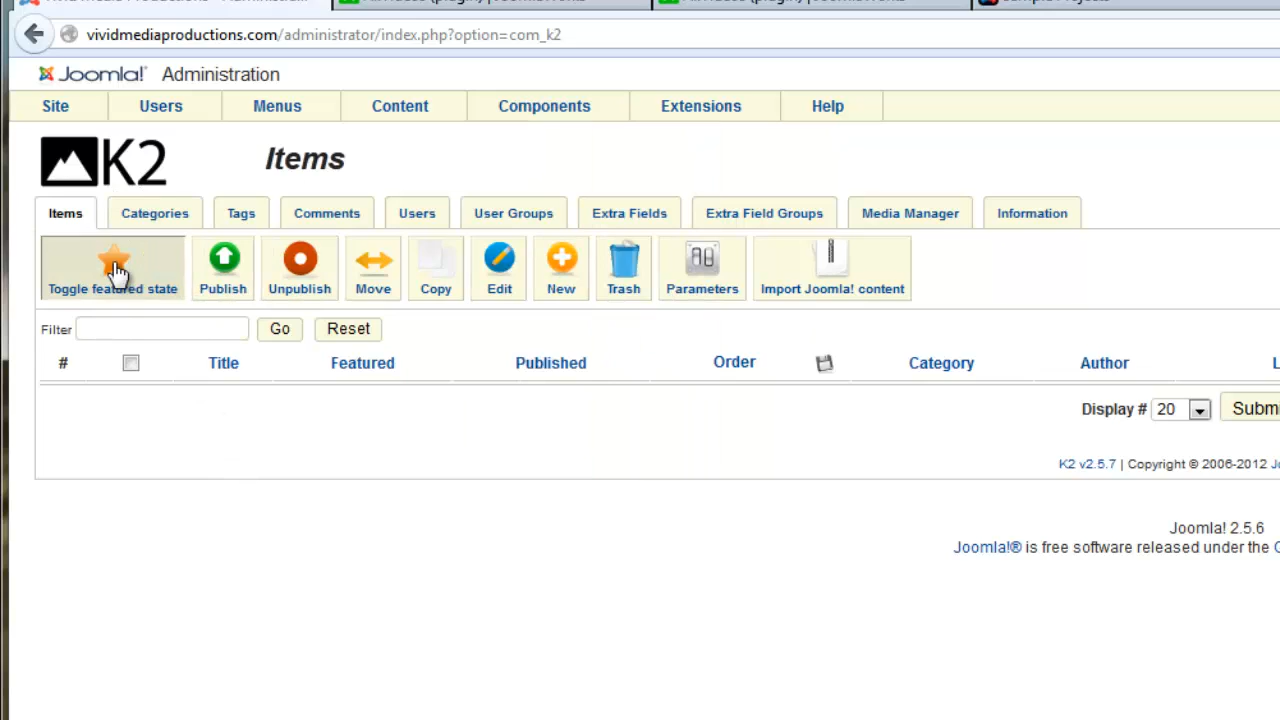 vividmediaproductions.com/administrator/index.php?option=com_k2
Joomla!® Administration
Site Users Menus Content Components Extensions Help
K2 Items
Items Categories Tags Comments Users User Groups Extra Fields Extra Field Groups Media Manager Information
Toggle featured state Publish Unpublish Move Copy Edit New Trash Parameters Import Joomla! content
Filter Go Reset
# Title Featured Published Order Category Author L
Display # 20 Submi
K2 v2.5.7 | Copyright © 2006-2012 Jo
Joomla! 2.5.6
Joomla!® is free software released under the G